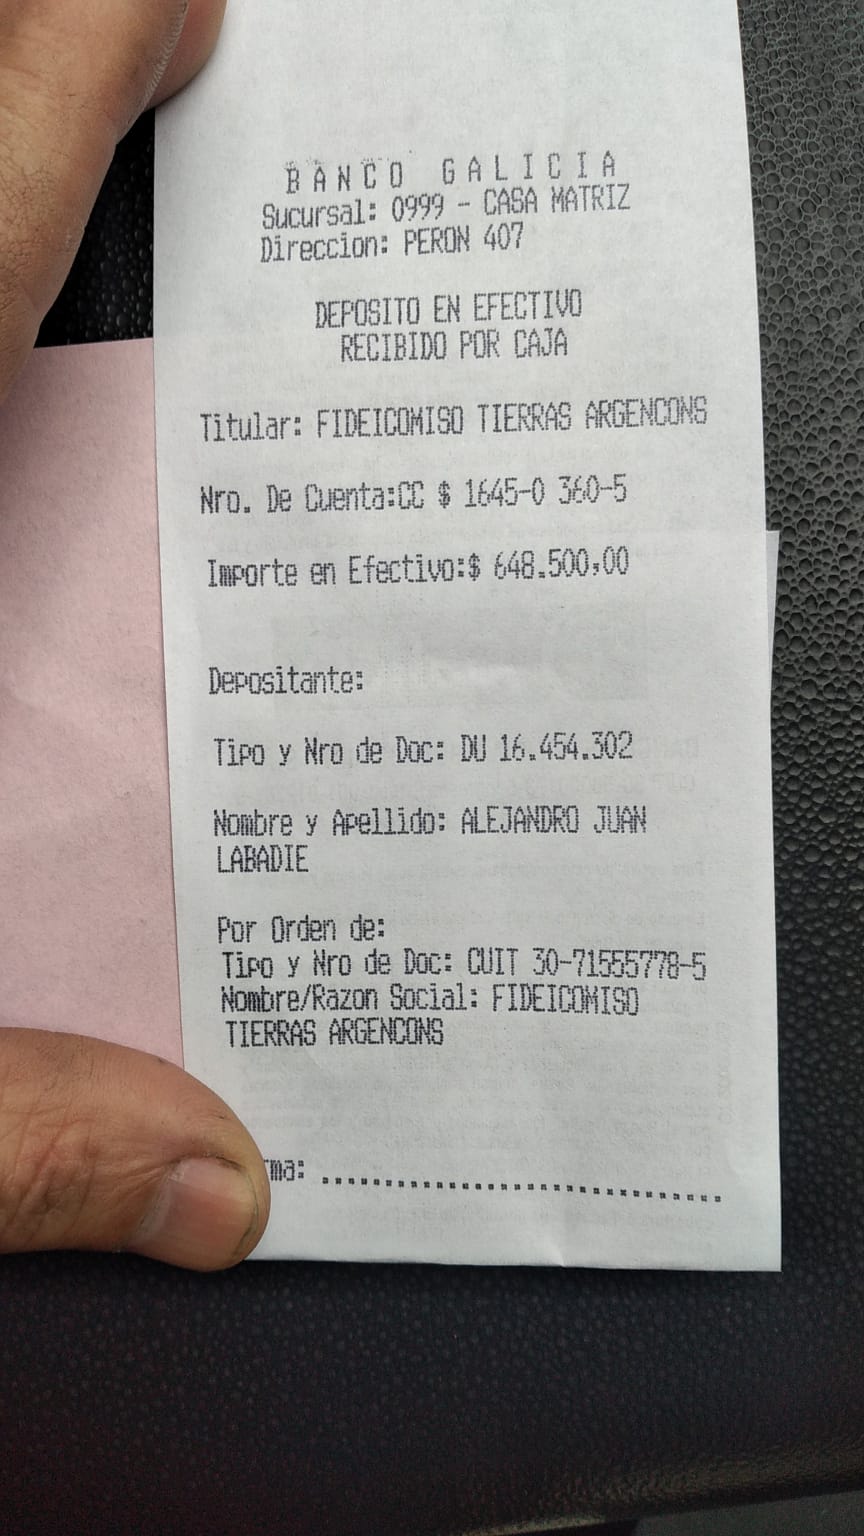 BANCO GALICIA
Sucursal: 0999 - CASA MATRIZ
Direccion: PERON 407
DEPOSITO EN EFECTIVO
RECIBIDO POR CAJA
Titular: FIDEICOMISO TIERRAS ARGENCONS
Nro. De Cuenta:CC $ 1645-0 360-5
Importe en Efectivo:$ 648.500,00
Depositante:
Tipo y Nro de Doc: DU 16.454.302
Nombre y Apellido: ALEJANDRO JUAN
LABADIE
Por Orden de:
Tipo y Nro de Doc: CUIT 30-71555778-5
Nombre/Razon Social: FIDEICOMISO
TIERRAS ARGENCONS
rma: ................................